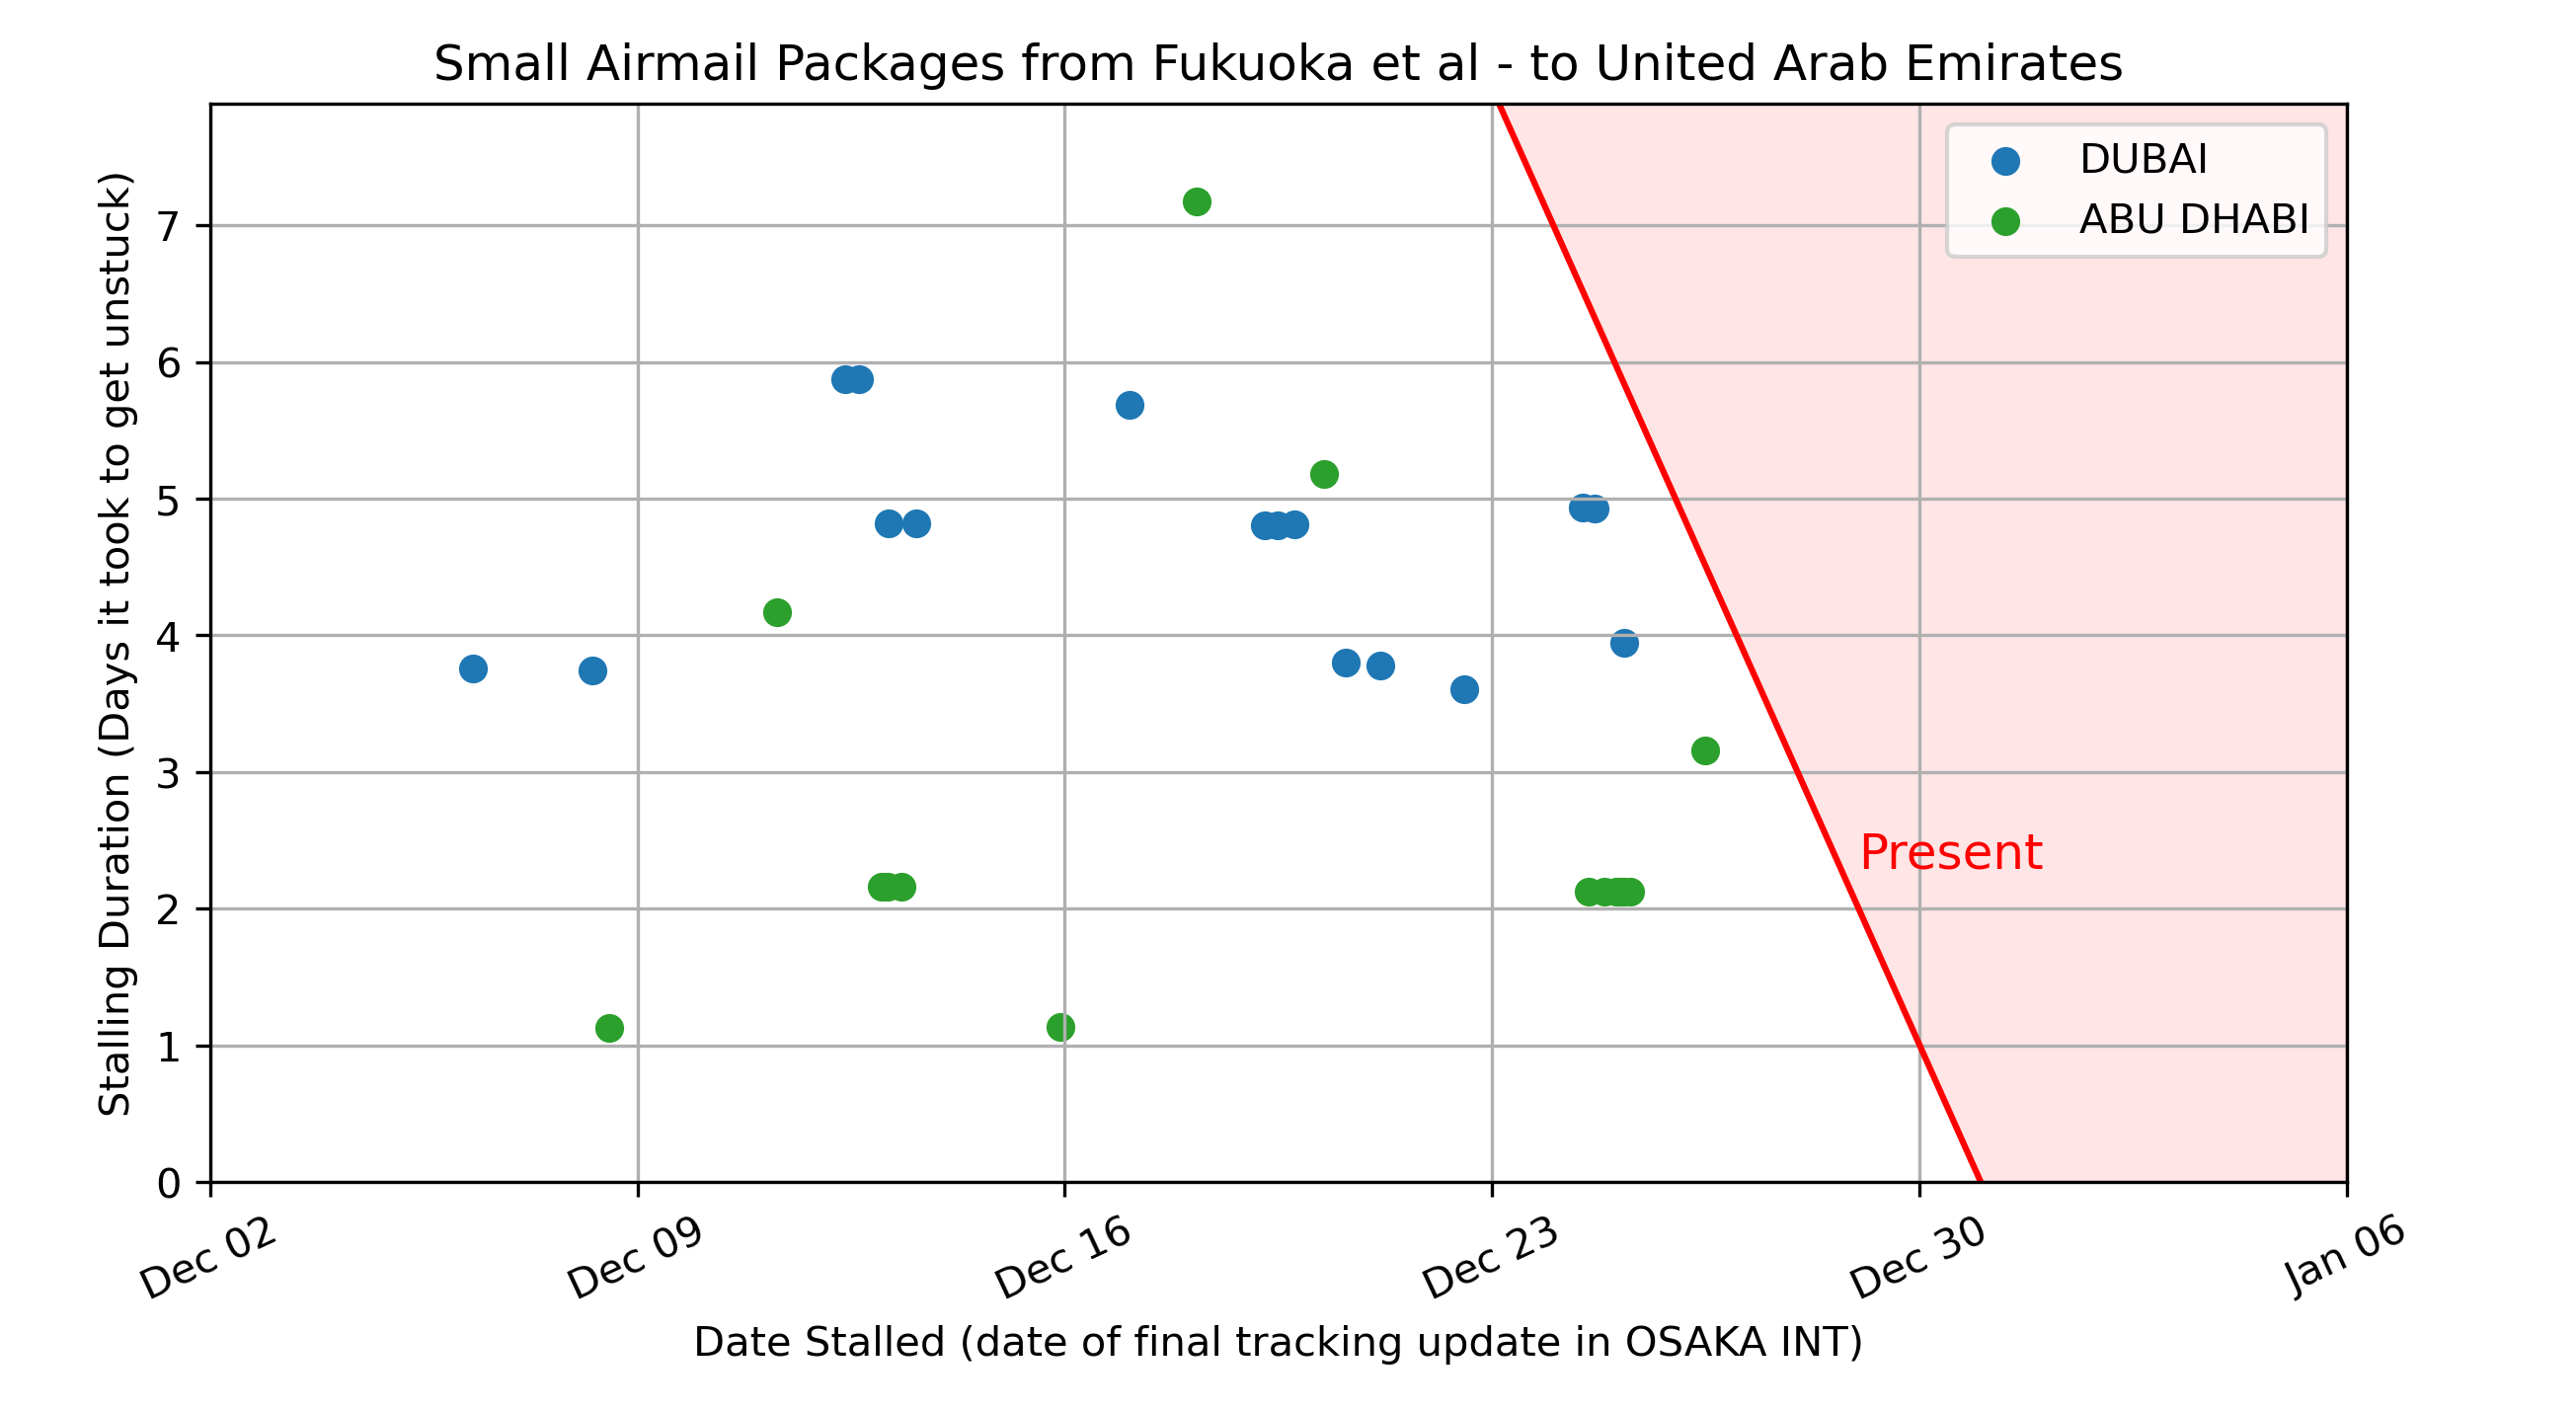 Small Airmail Packages from Fukuoka et al - to United Arab Emirates
DUBAI
ABU DHABI
Stalling Duration (Days it took to get unstuck)
7
6
5
4
3
2
1
0
Present
Dec 02
Dec 09
Dec 16
Dec 23
Dec 30
Jan 06
Date Stalled (date of final tracking update in OSAKA INT)